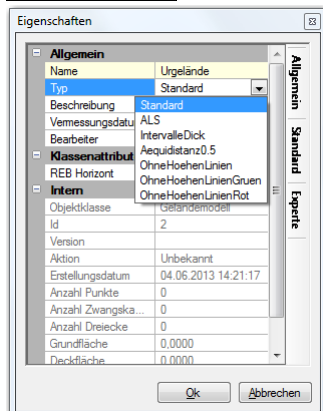 Eigenschaften
Allgemein
Name Urgelände
Typ Standard
Beschreibung Standard
ALS
Vermessungsdatu
IntervalleDick
Bearbeiter
Aequidistanz0.5
Klassenattribut
OhneHoehenLinien
REB Horizont
OhneHoehenLinienGruen
Intern
OhneHoehenLinienRot
Objektklasse Geländemodell
Id 2
Version
Aktion Unbekannt
Erstellungsdatum 04.06.2013 14:21:17
Anzahl Punkte 0
Anzahl Zwangska... 0
Anzahl Dreiecke 0
Grundfläche 0,0000
Deckfläche 0,0000
Allgemein
Standard
Experte
Ok Abbrechen